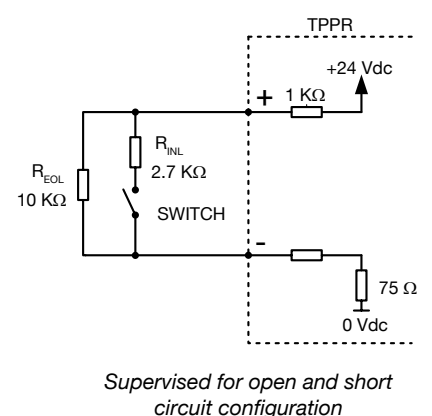 TPPR
+24 Vdc
+
1 KΩ
R_INL
2.7 KΩ
R_EOL
10 KΩ
SWITCH
-
75 Ω
0 Vdc
Supervised for open and short
circuit configuration